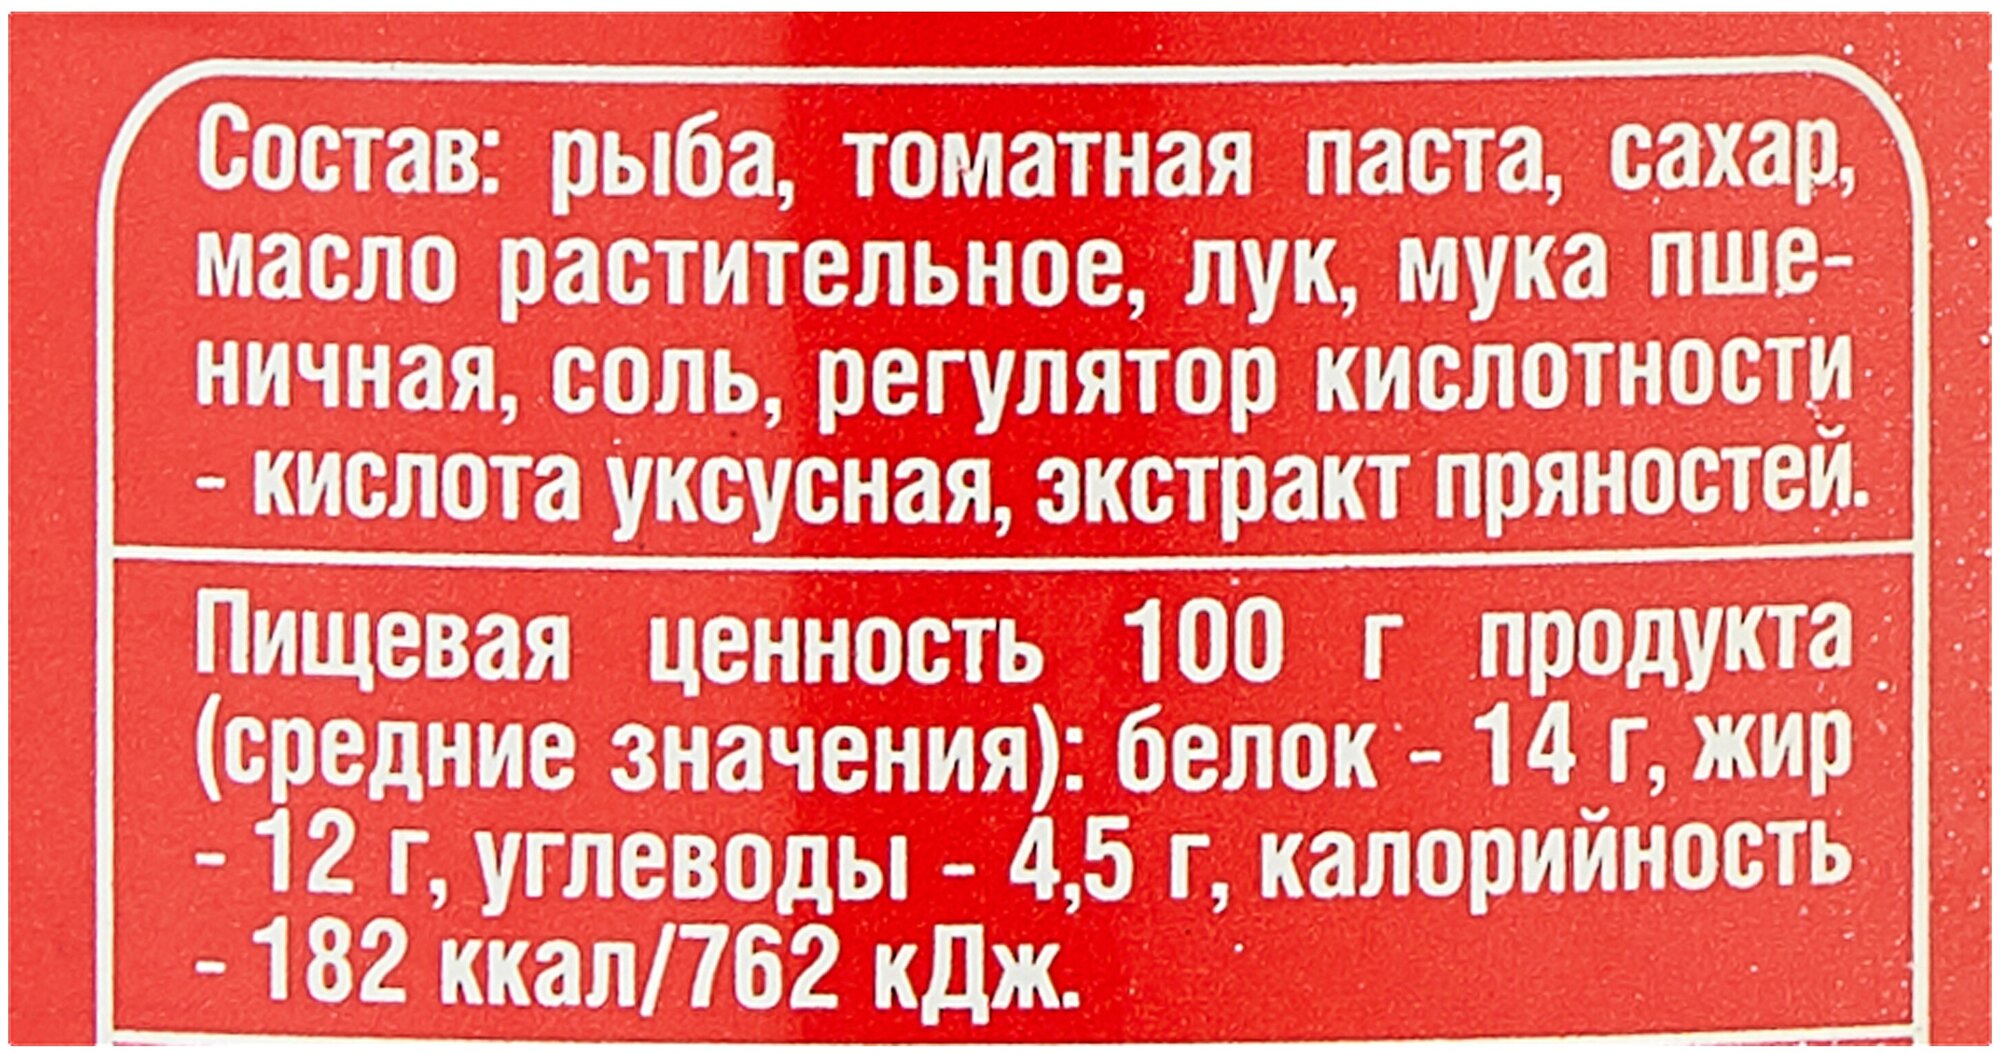 Состав: рыба, томатная паста, сахар,
масло растительное, лук, мука пше-
ничная, соль, регулятор кислотности
- кислота уксусная, экстракт пряностей.
Пищевая ценность 100 г продукта
(средние значения): белок - 14 г, жир
- 12 г, углеводы - 4,5 г, калорийность
- 182 ккал/762 кДж.